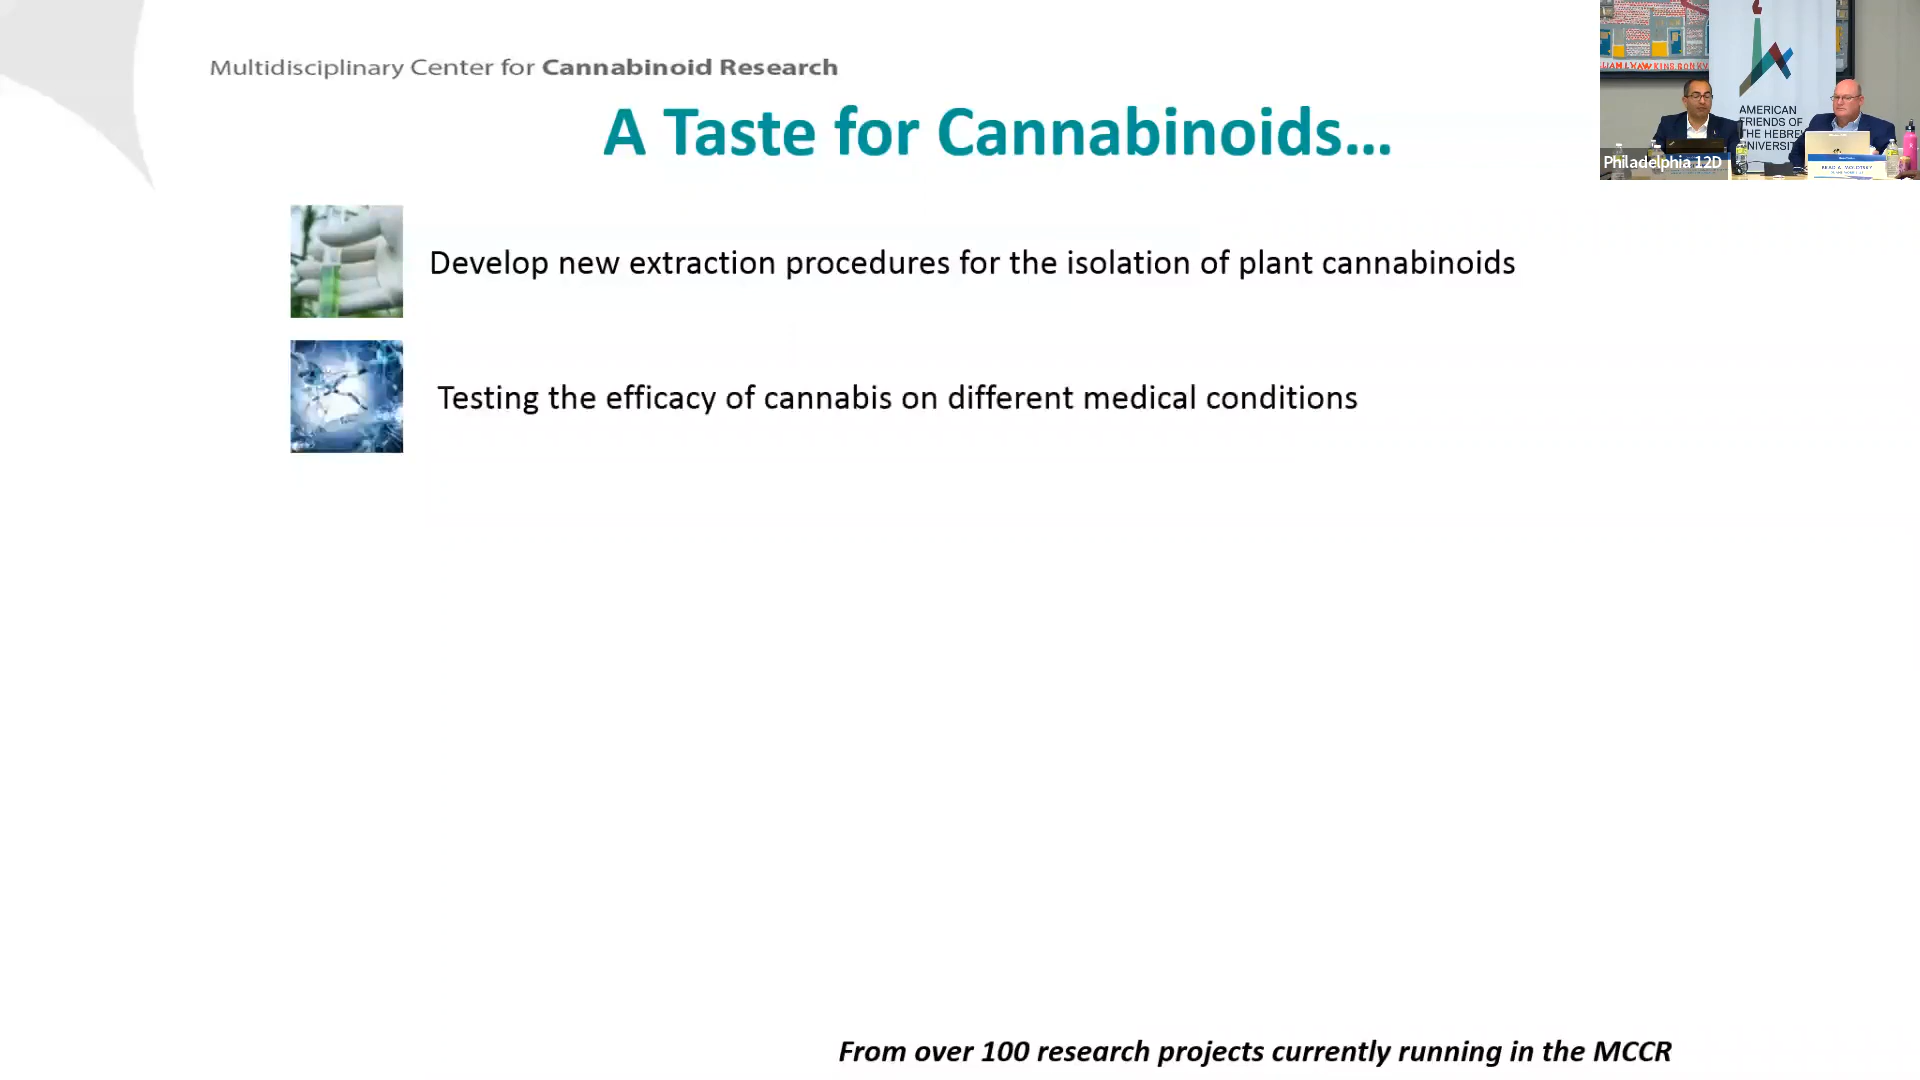 Multidisciplinary Center for Cannabinoid Research
A Taste for Cannabinoids...
Develop new extraction procedures for the isolation of plant cannabinoids
Testing the efficacy of cannabis on different medical conditions
From over 100 research projects currently running in the MCCR
AMERICAN
FRIENDS OF
THE HEBREW
UNIVERSITY
Philadelphia 12D